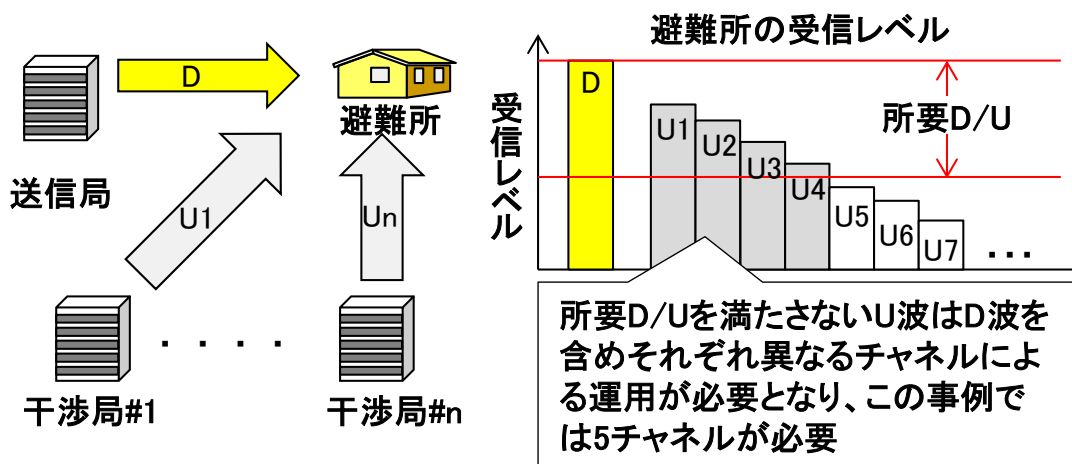 D
避難所
送信局
U1
Un
干渉局#1
・・・・
干渉局#n
避難所の受信レベル
受信レベル
D
U1
U2
U3
U4
U5
U6
U7
・・・
所要D/U
所要D/Uを満たさないU波はD波を
含めそれぞれ異なるチャネルによ
る運用が必要となり、この事例で
は5チャネルが必要